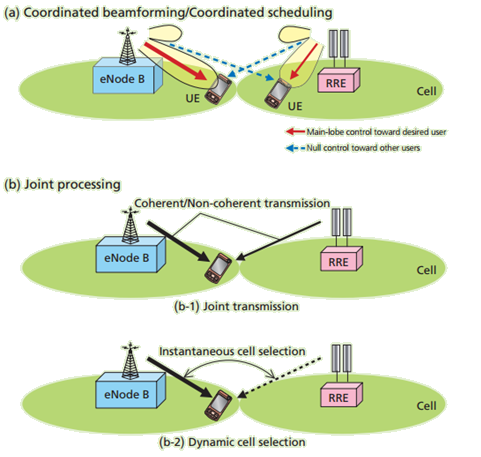 (a) Coordinated beamforming/Coordinated scheduling
eNode B
UE
UE
RRE
Cell
Main-lobe control toward desired user
Null control toward other users
(b) Joint processing
Coherent/Non-coherent transmission
eNode B
RRE
Cell
(b-1) Joint transmission
Instantaneous cell selection
eNode B
RRE
Cell
(b-2) Dynamic cell selection